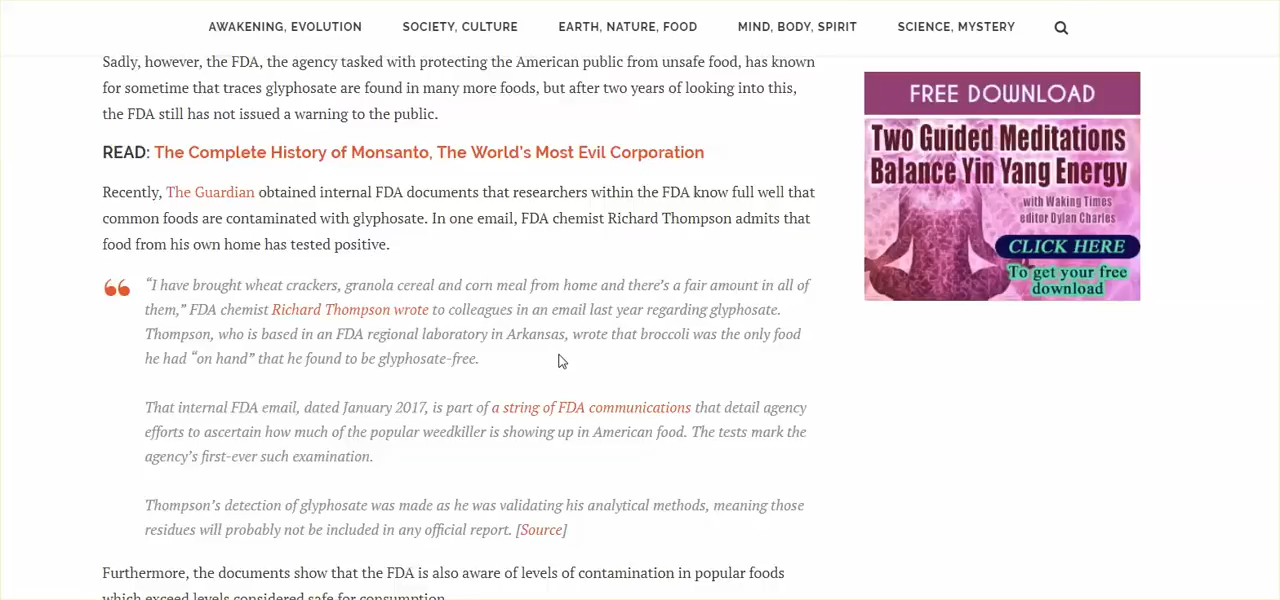 AWAKENING, EVOLUTION SOCIETY, CULTURE EARTH, NATURE, FOOD MIND, BODY, SPIRIT SCIENCE, MYSTERY
Sadly, however, the FDA, the agency tasked with protecting the American public from unsafe food, has known
for sometime that traces glyphosate are found in many more foods, but after two years of looking into this,
the FDA still has not issued a warning to the public.
READ: The Complete History of Monsanto, The World's Most Evil Corporation
Recently, The Guardian obtained internal FDA documents that researchers within the FDA know full well that
common foods are contaminated with glyphosate. In one email, FDA chemist Richard Thompson admits that
food from his own home has tested positive.
“I have brought wheat crackers, granola cereal and corn meal from home and there’s a fair amount in all of
them,” FDA chemist Richard Thompson wrote to colleagues in an email last year regarding glyphosate.
Thompson, who is based in an FDA regional laboratory in Arkansas, wrote that broccoli was the only food
he had “on hand” that he found to be glyphosate-free.
That internal FDA email, dated January 2017, is part of a string of FDA communications that detail agency
efforts to ascertain how much of the popular weedkiller is showing up in American food. The tests mark the
agency’s first-ever such examination.
Thompson’s detection of glyphosate was made as he was validating his analytical methods, meaning those
residues will probably not be included in any official report. [Source]
Furthermore, the documents show that the FDA is also aware of levels of contamination in popular foods
which exceed levels considered safe for consumption.
FREE DOWNLOAD
Two Guided Meditations
Balance Yin Yang Energy
with Waking Times
editor Dylan Charles
CLICK HERE
To get your free
download